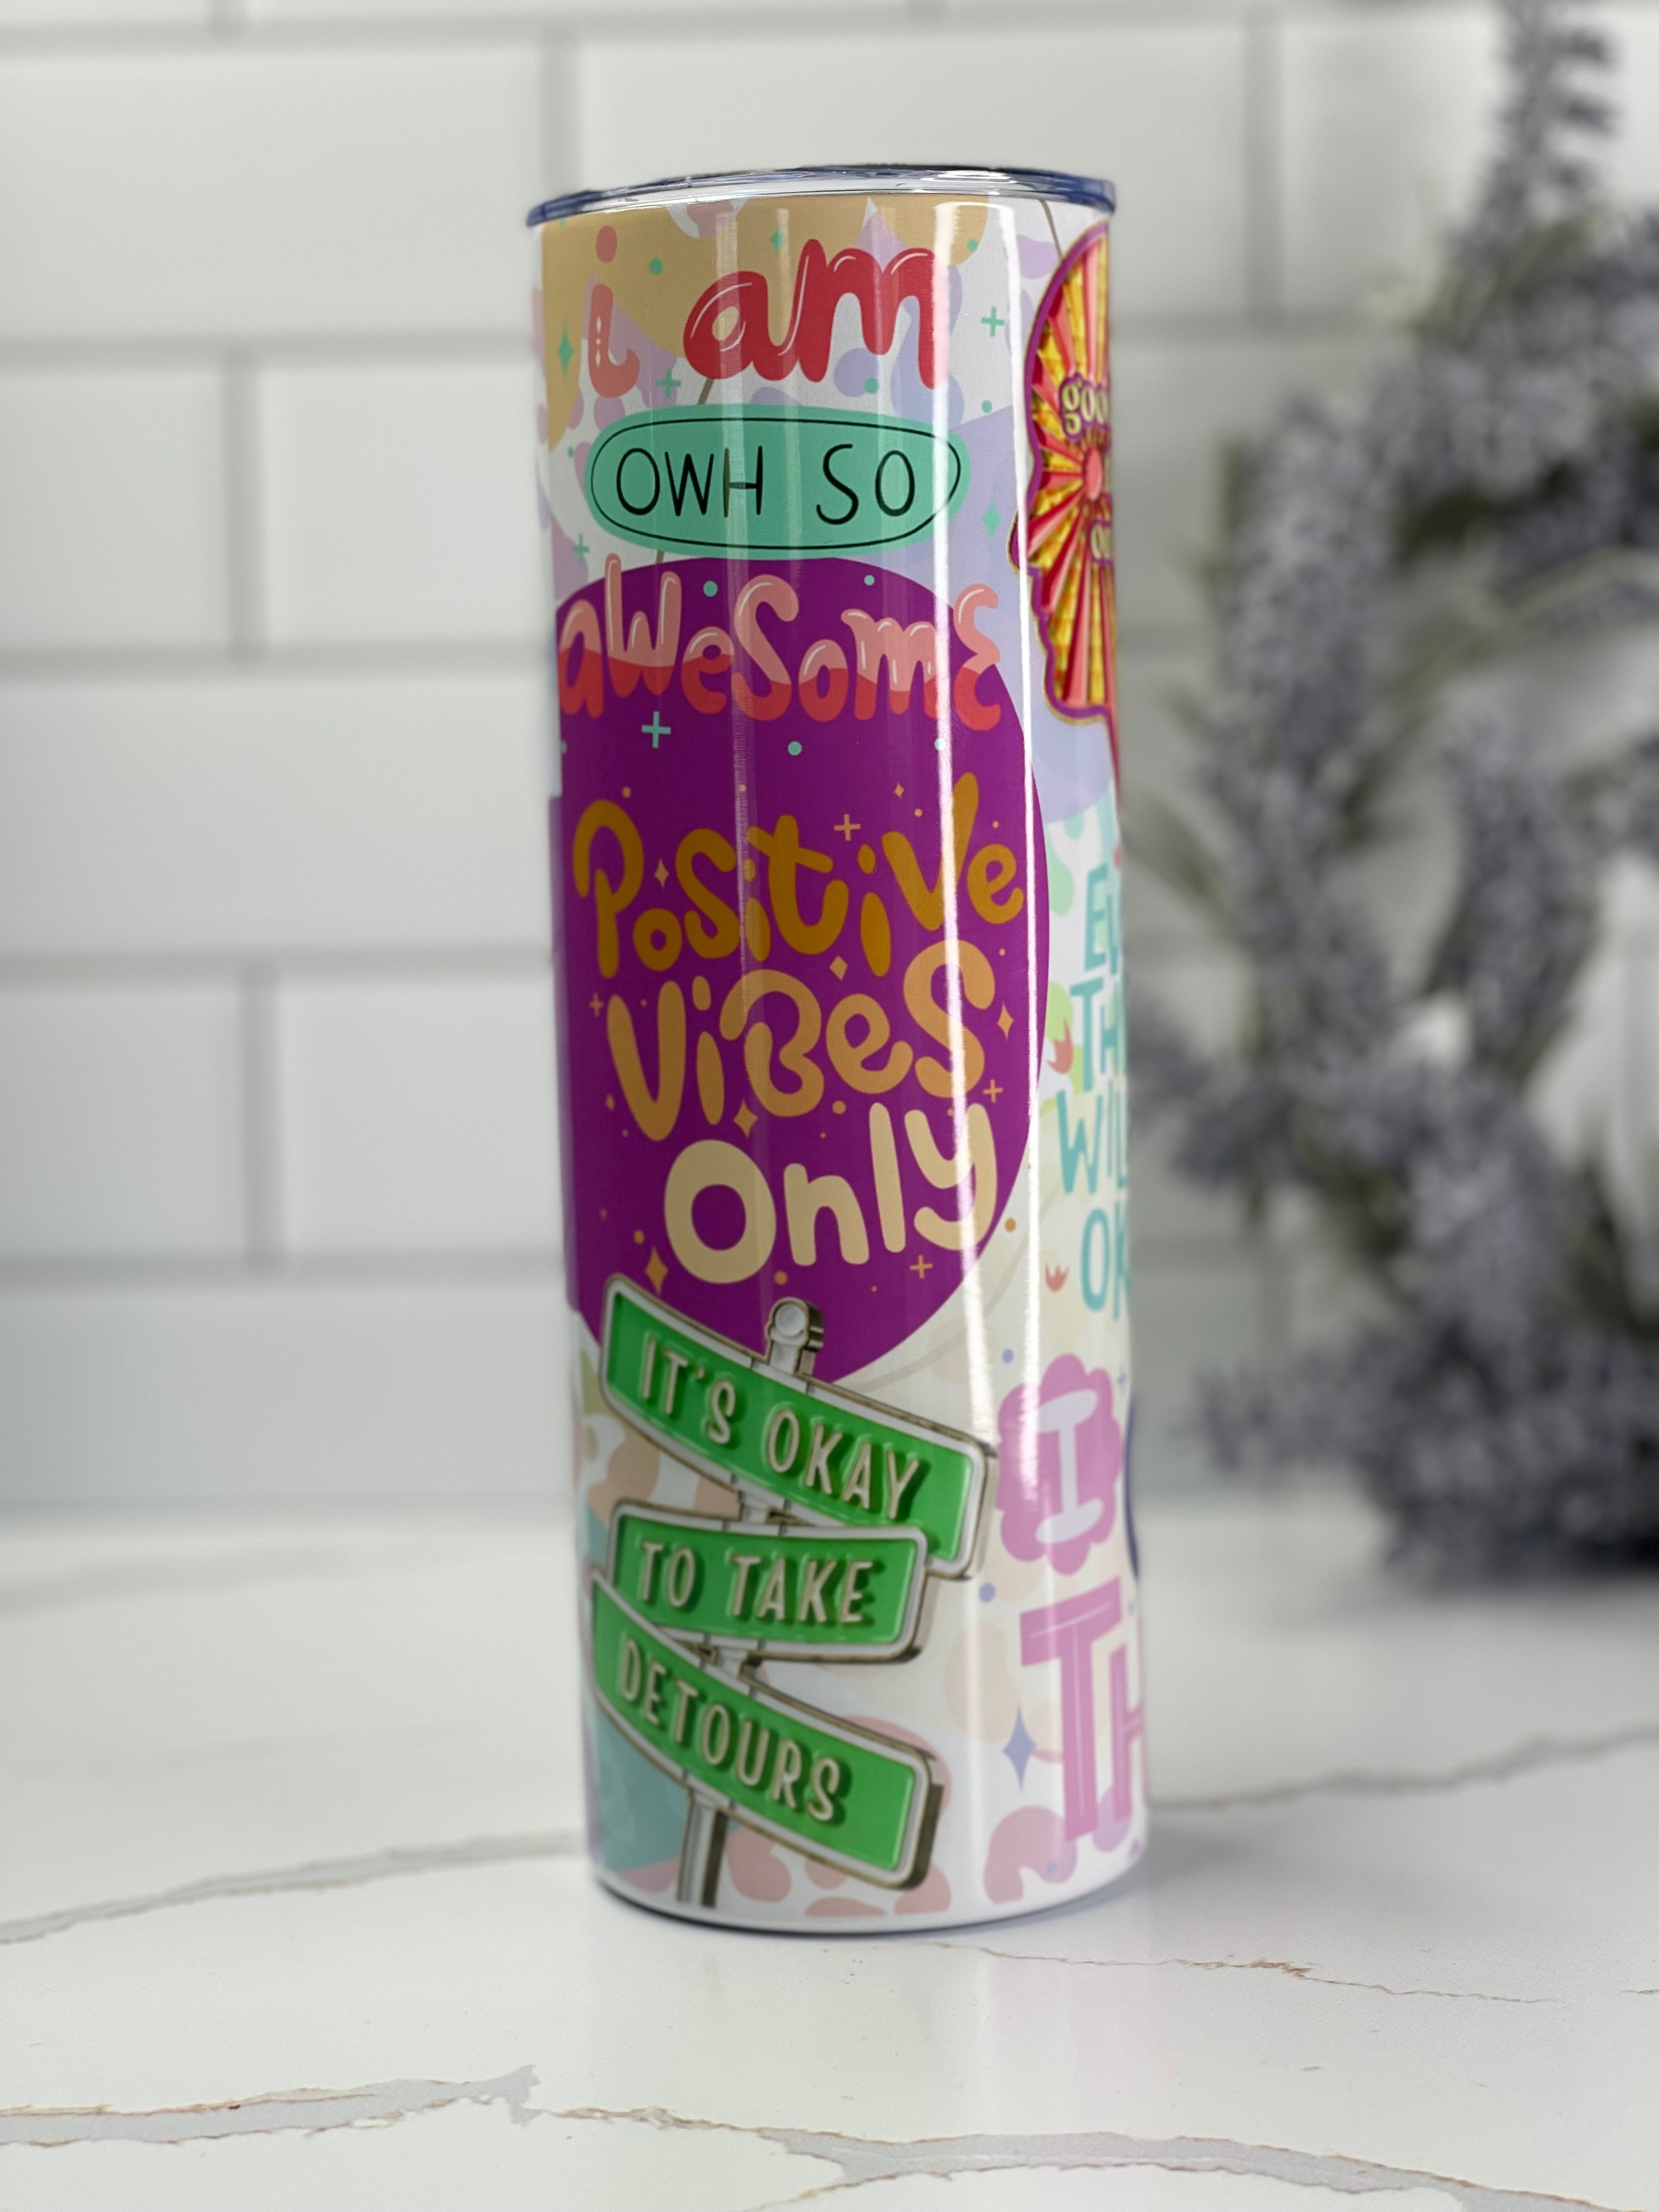 i am
OWH SO
aWeSomE
PoSitiVe
ViBeS
Only
IT'S OKAY
TO TAKE
DETOURS
I